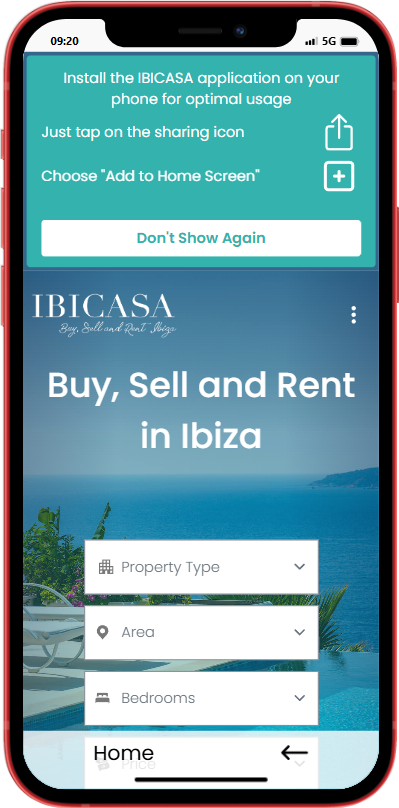 09:20
5G
Install the IBICASA application on your
phone for optimal usage
Just tap on the sharing icon
Choose "Add to Home Screen"
Don't Show Again
IBICASA
Buy, Sell and Rent Ibiza
Buy, Sell and Rent
in Ibiza
Property Type
Area
Bedrooms
Price
Home